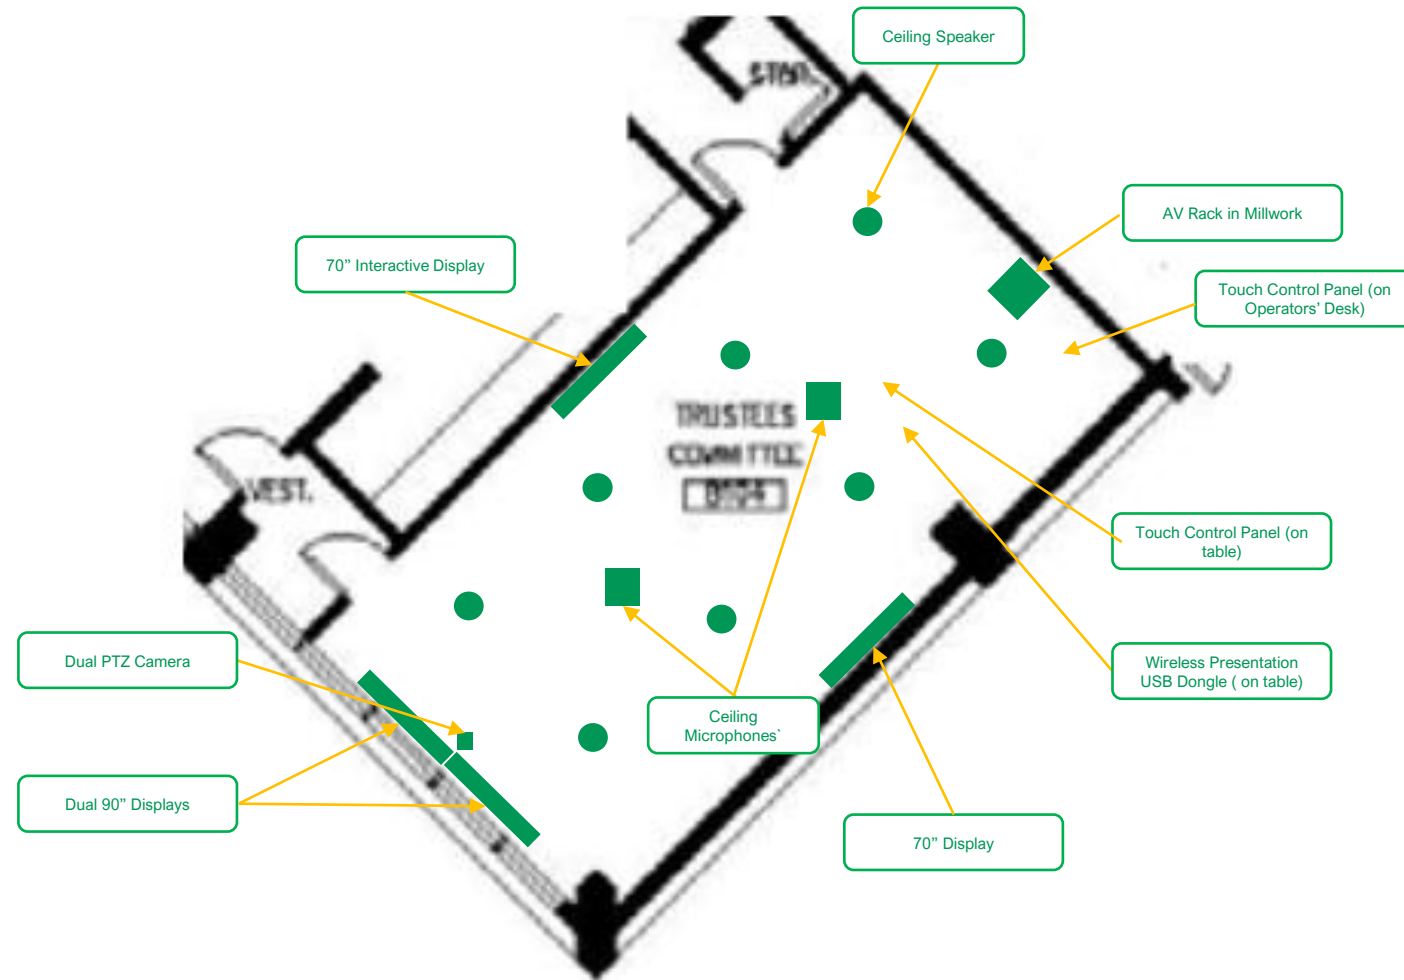 Ceiling Speaker
AV Rack in Millwork
70” Interactive Display
Touch Control Panel (on
Operators’ Desk)
TRUSTEES
COMMITTEE
VEST.
Touch Control Panel (on
table)
Dual PTZ Camera
Wireless Presentation
USB Dongle ( on table)
Ceiling
Microphones`
Dual 90” Displays
70” Display